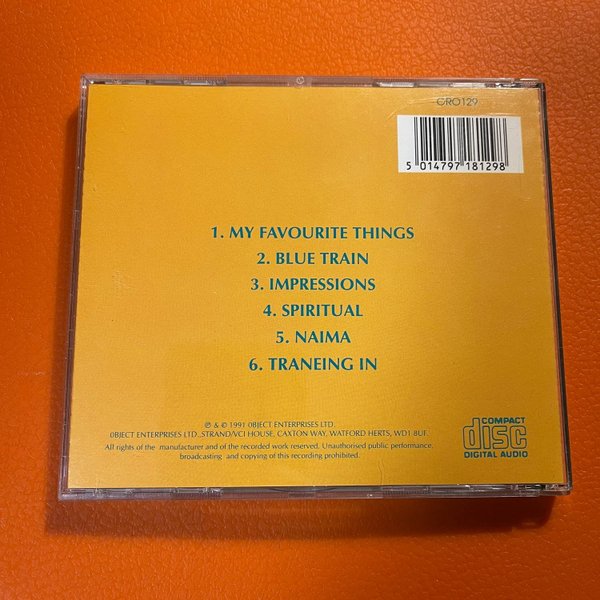 ORO129
5 014797 181298
1. MY FAVOURITE THINGS
2. BLUE TRAIN
3. IMPRESSIONS
4. SPIRITUAL
5. NAIMA
6. TRANEING IN
℗ & © 1991 0BJECT ENTERPRISES LTD.
0BJECT ENTERPRISES LTD.,STRAND/VCI HOUSE, CAXTON WAY, WATFORD HERTS, WD1 8UF.
All rights of the manufacturer and of the recorded work reserved. Unauthorised public performance,
broadcasting and copying of this recording prohibited.
COMPACT
disc
DIGITAL AUDIO